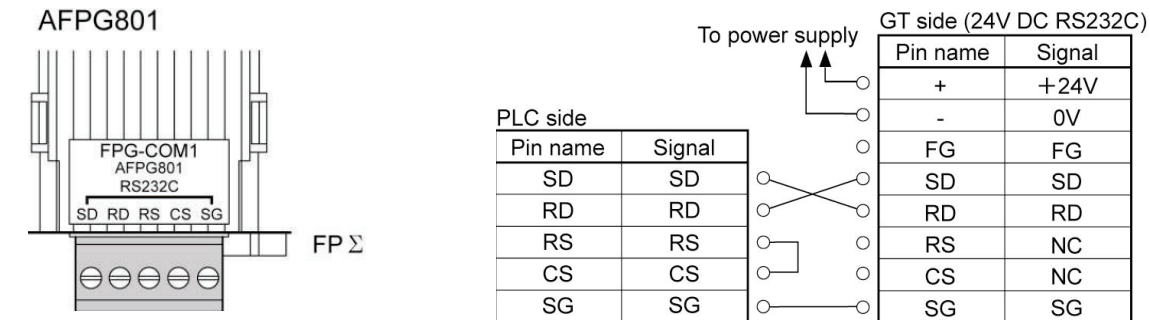 AFPG801
FPG-COM1
AFPG801
RS232C
SD RD RS CS SG
FP Σ
To power supply
GT side (24V DC RS232C)
Pin name Signal
+ +24V
- 0V
FG FG
SD SD
RD RD
RS NC
CS NC
SG SG
PLC side
Pin name Signal
SD SD
RD RD
RS RS
CS CS
SG SG